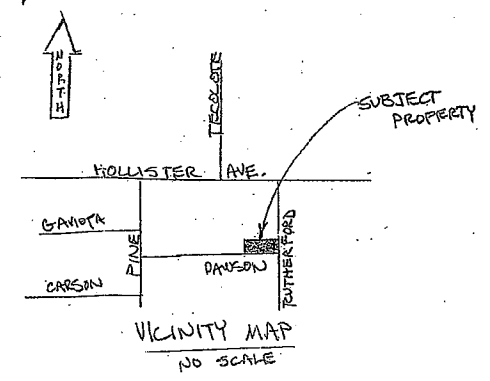 NORTH
TECOLOTE
SUBJECT
PROPERTY
HOLLISTER AVE.
GAVIOTA
PINE
DAWSON
RUTHERFORD
CARSON
VICINITY MAP
NO SCALE